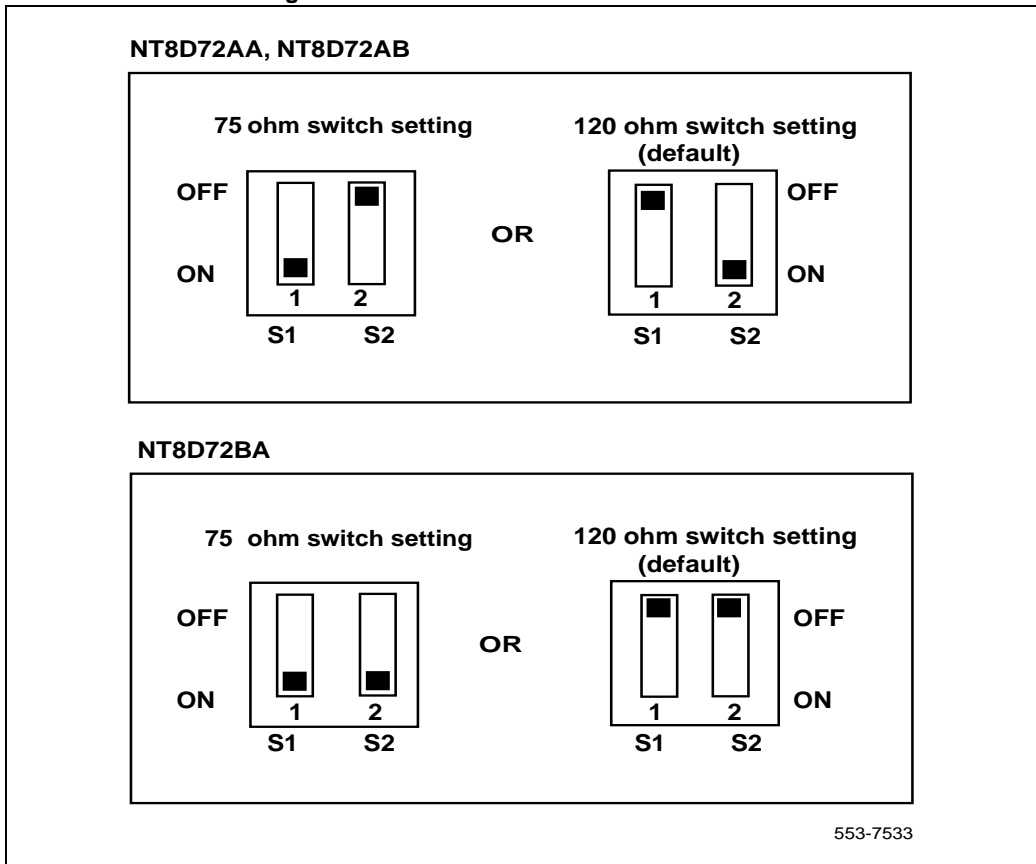 NT8D72AA, NT8D72AB
75 ohm switch setting
120 ohm switch setting
(default)
OFF
OFF
OR
ON
ON
1 2
1 2
S1 S2
S1 S2
NT8D72BA
75 ohm switch setting
120 ohm switch setting
(default)
OFF
OFF
OR
ON
ON
1 2
1 2
S1 S2
S1 S2
553-7533